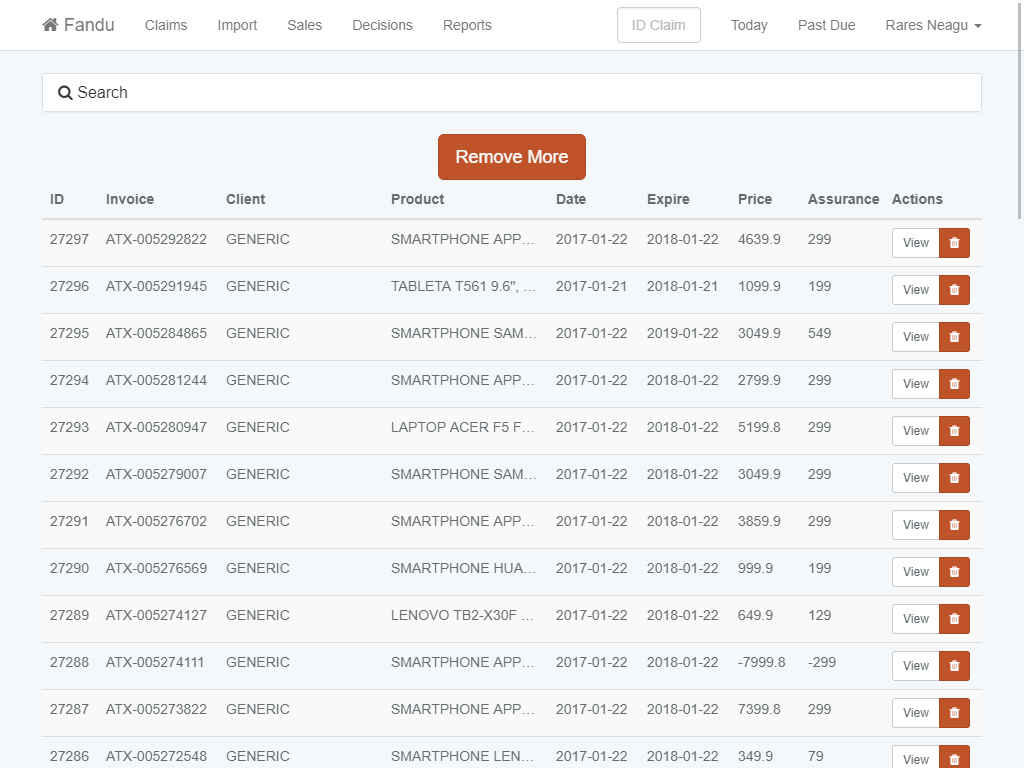 Fandu Claims Import Sales Decisions Reports ID Claim Today Past Due Rares Neagu
Search
Remove More
ID Invoice Client Product Date Expire Price Assurance Actions
27297 ATX-005292822 GENERIC SMARTPHONE APP... 2017-01-22 2018-01-22 4639.9 299 View
27296 ATX-005291945 GENERIC TABLETA T561 9.6", ... 2017-01-21 2018-01-21 1099.9 199 View
27295 ATX-005284865 GENERIC SMARTPHONE SAM... 2017-01-22 2019-01-22 3049.9 549 View
27294 ATX-005281244 GENERIC SMARTPHONE APP... 2017-01-22 2018-01-22 2799.9 299 View
27293 ATX-005280947 GENERIC LAPTOP ACER F5 F... 2017-01-22 2018-01-22 5199.8 299 View
27292 ATX-005279007 GENERIC SMARTPHONE SAM... 2017-01-22 2018-01-22 3049.9 299 View
27291 ATX-005276702 GENERIC SMARTPHONE APP... 2017-01-22 2018-01-22 3859.9 299 View
27290 ATX-005276569 GENERIC SMARTPHONE HUA... 2017-01-22 2018-01-22 999.9 199 View
27289 ATX-005274127 GENERIC LENOVO TB2-X30F ... 2017-01-22 2018-01-22 649.9 129 View
27288 ATX-005274111 GENERIC SMARTPHONE APP... 2017-01-22 2018-01-22 -7999.8 -299 View
27287 ATX-005273822 GENERIC SMARTPHONE APP... 2017-01-22 2018-01-22 7399.8 299 View
27286 ATX-005272548 GENERIC SMARTPHONE LEN... 2017-01-22 2018-01-22 349.9 79 View